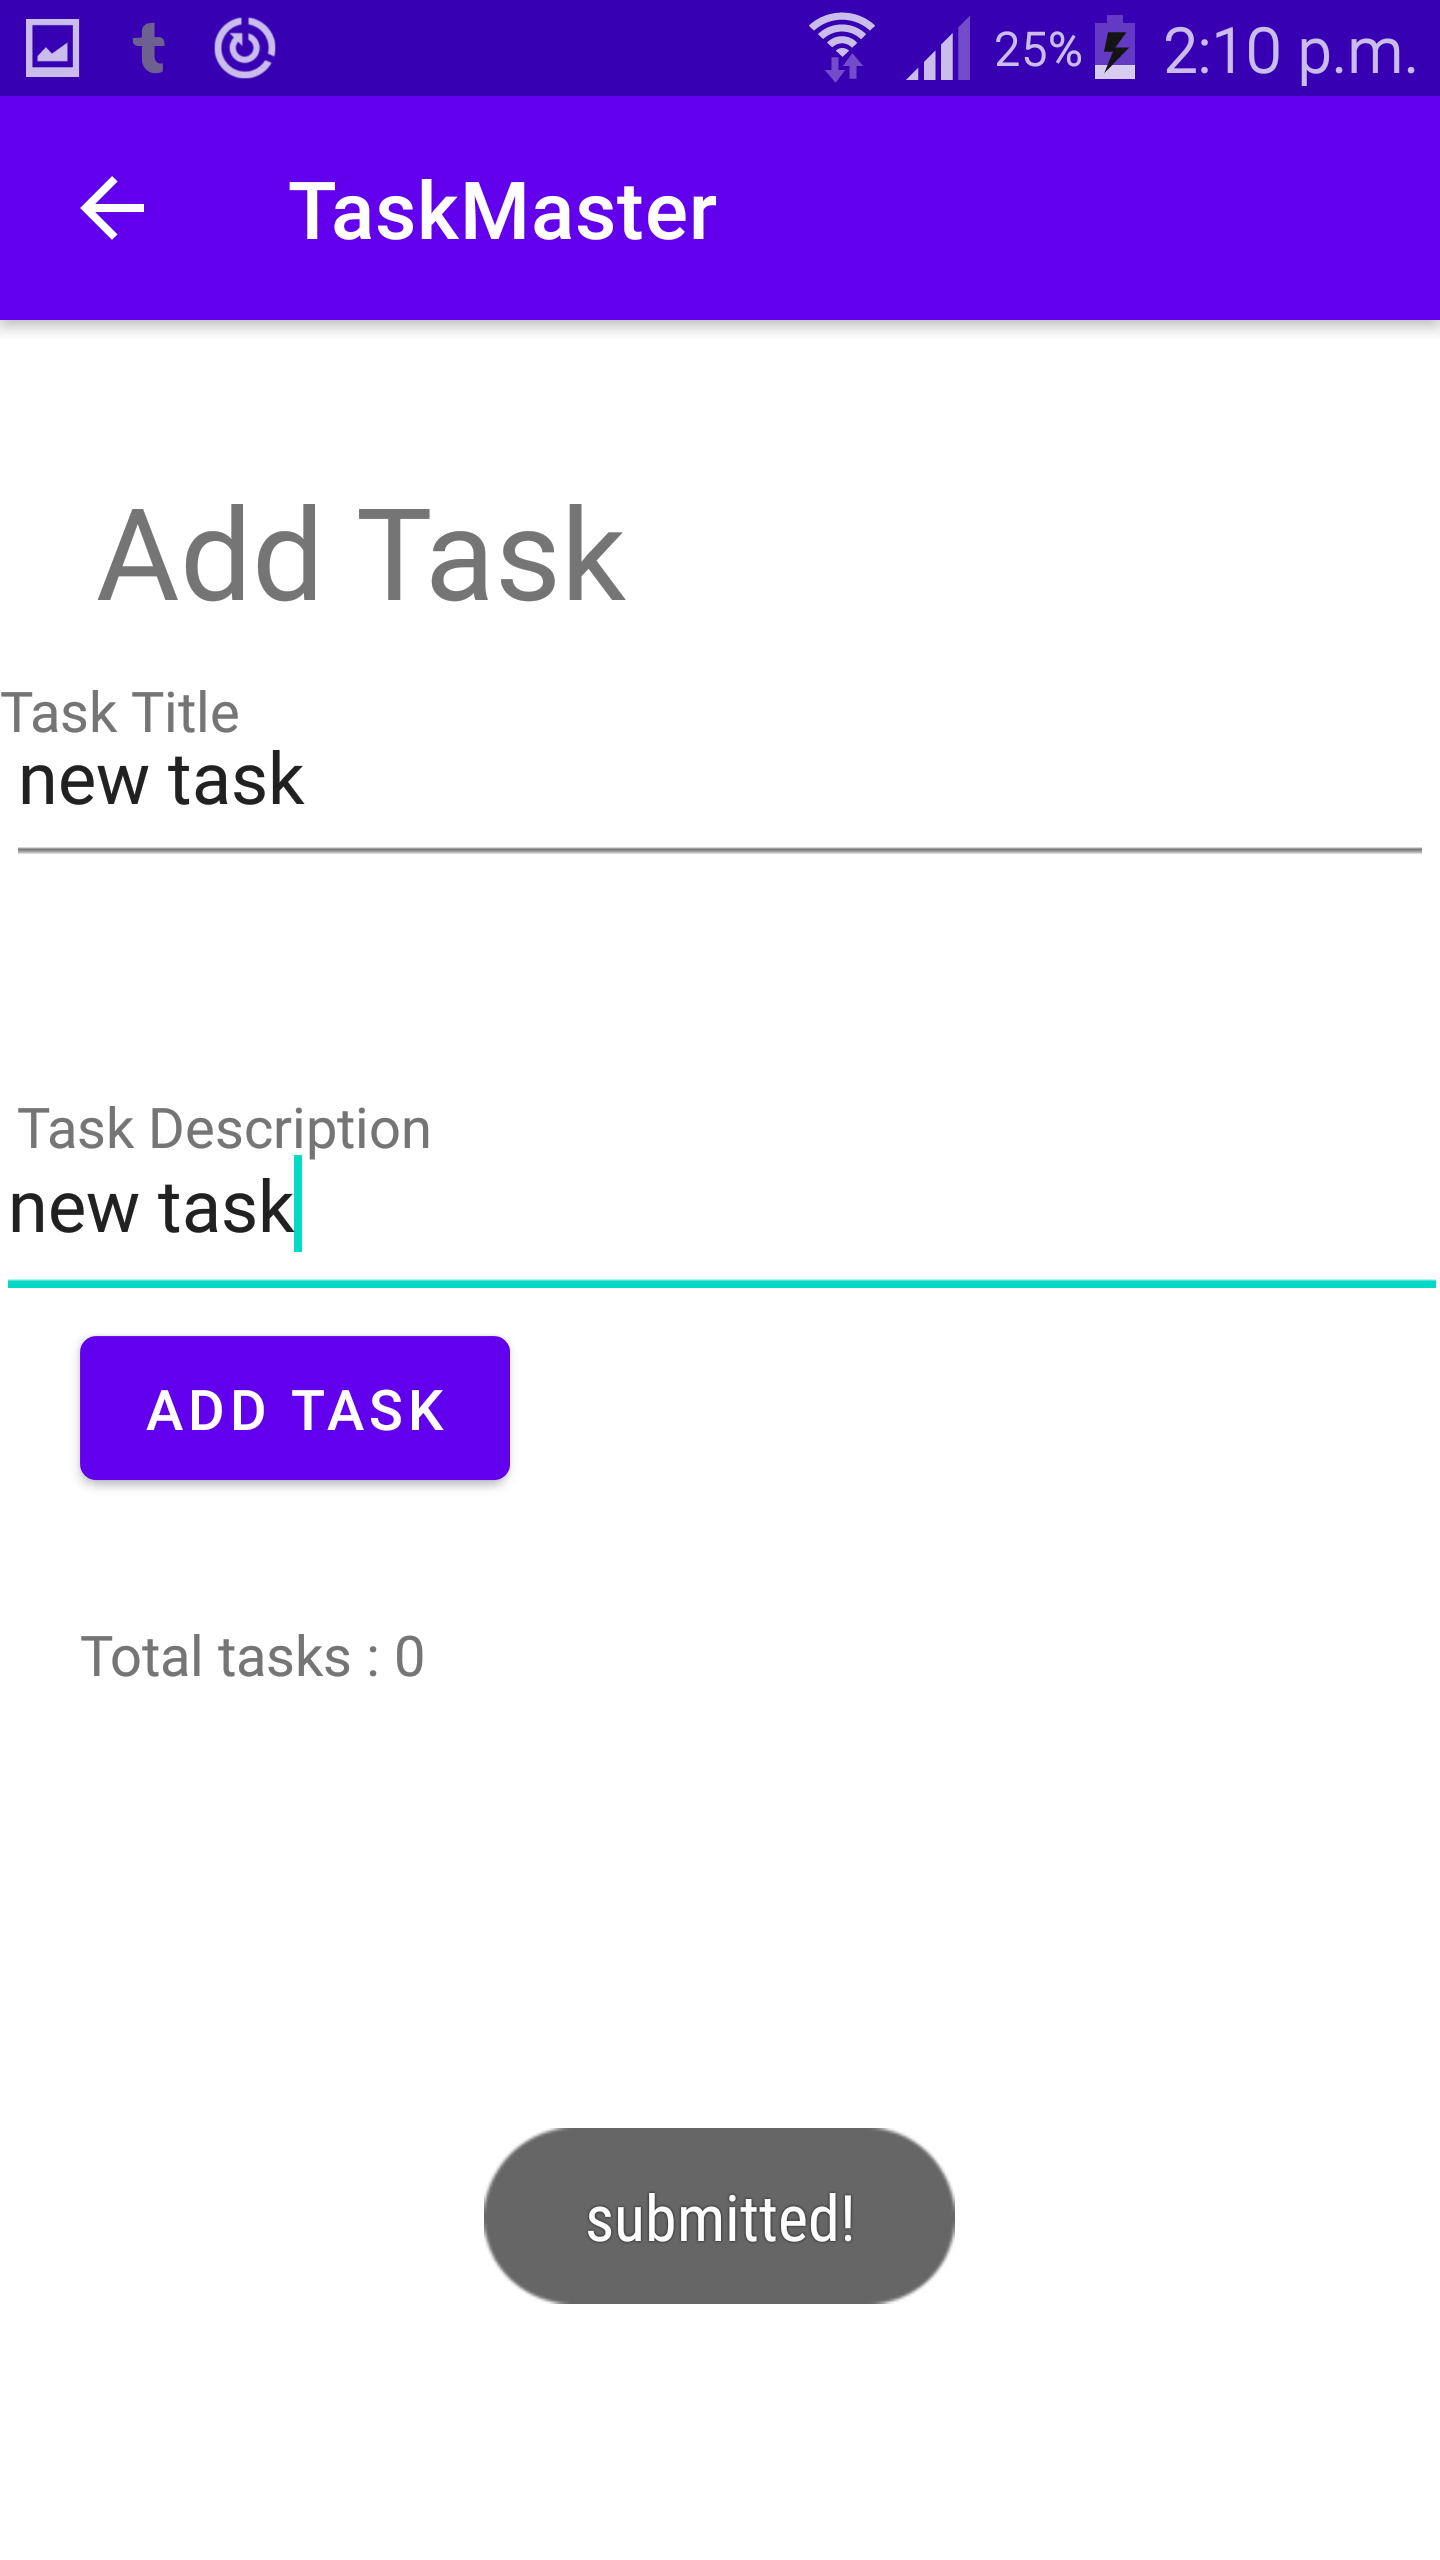 25% 2:10 p.m.
TaskMaster
Add Task
Task Title
new task
Task Description
new task
ADD TASK
Total tasks : 0
submitted!